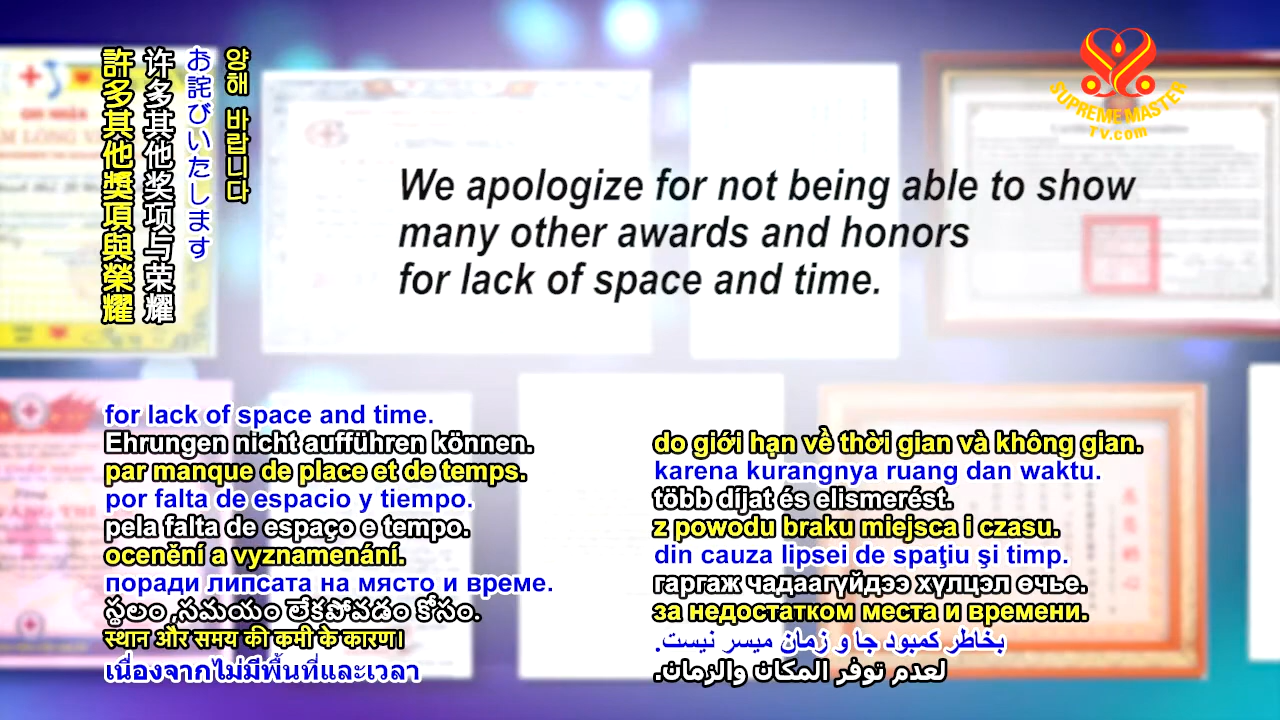 許多其他獎項與榮耀
许多其他奖项与荣耀
お詫びいたします
양해 바랍니다
SUPREME MASTER
TV.com
We apologize for not being able to show
many other awards and honors
for lack of space and time.
for lack of space and time.
Ehrungen nicht aufführen können.
par manque de place et de temps.
por falta de espacio y tiempo.
pela falta de espaço e tempo.
ocenění a vyznamenání.
поради липсата на място и време.
స్థలం ,సమయం లేకపోవడం కోసం.
स्थान और समय की कमी के कारण।
เนื่องจากไม่มีพื้นที่และเวลา
do giới hạn về thời gian và không gian.
karena kurangnya ruang dan waktu.
több díjat és elismerést.
z powodu braku miejsca i czasu.
din cauza lipsei de spaţiu şi timp.
гаргаж чадаагүйдээ хүлцэл өчье.
за недостатком места и времени.
بخاطر کمبود جا و زمان میسر نیست.
لعدم توفر المكان والزمان.